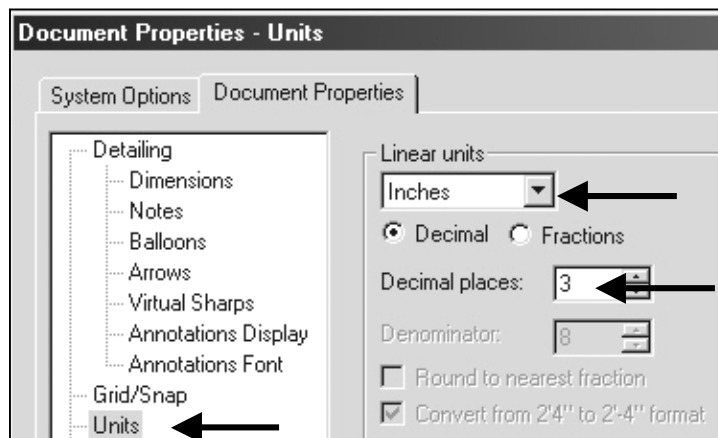 Document Properties - Units
System Options Document Properties
Detailing
Dimensions
Notes
Balloons
Arrows
Virtual Sharps
Annotations Display
Annotations Font
Grid/Snap
Units
Linear units
Inches
Decimal Fractions
Decimal places: 3
Denominator: 8
Round to nearest fraction
Convert from 2'4" to 2'-4" format